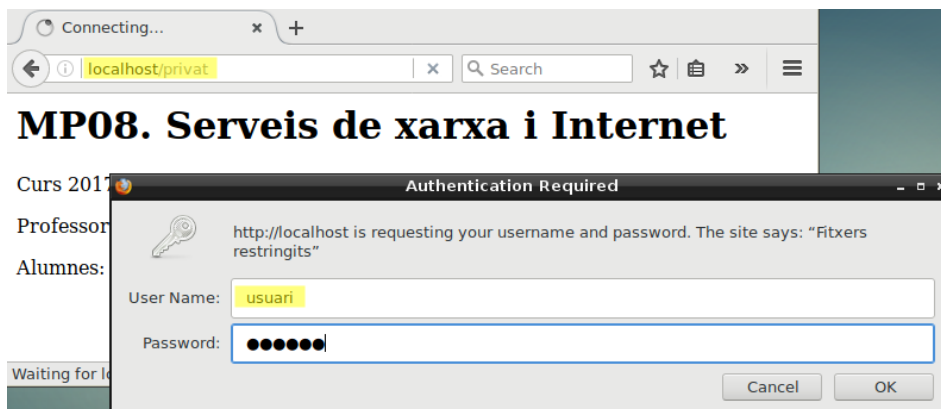 Connecting...
localhost/privat
Search
MP08. Serveis de xarxa i Internet
Curs 2017
Professor
Alumnes:
Authentication Required
http://localhost is requesting your username and password. The site says: “Fitxers
restringits”
User Name: usuari
Password:
Waiting for
Cancel OK